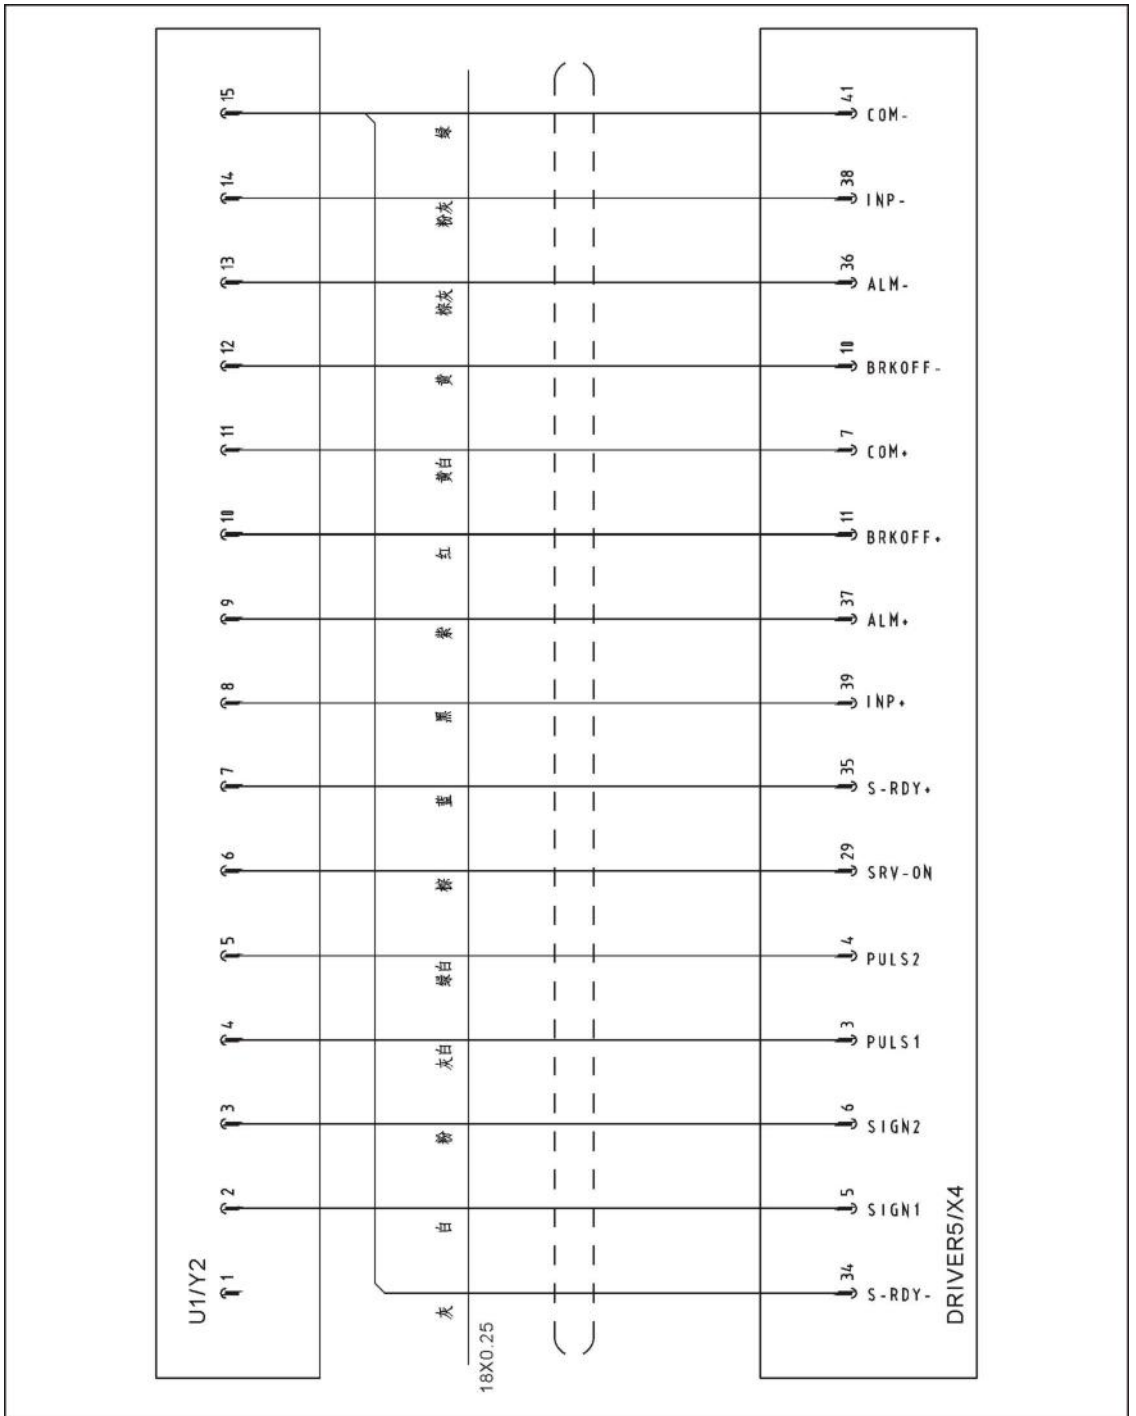 15 绿 41 COM-
14 粉灰 38 INP-
13 棕灰 36 ALM-
12 黄 10 BRKOFF-
11 黄白 7 COM+
10 红 11 BRKOFF+
9 紫 37 ALM+
8 黑 39 INP+
7 蓝 35 S-RDY+
6 棕 29 SRV-ON
5 绿白 4 PULS2
4 灰白 3 PULS1
3 粉 6 SIGN2
2 白 5 SIGN1
1 灰 34 S-RDY-
U1/Y2
18X0.25
DRIVER5/X4